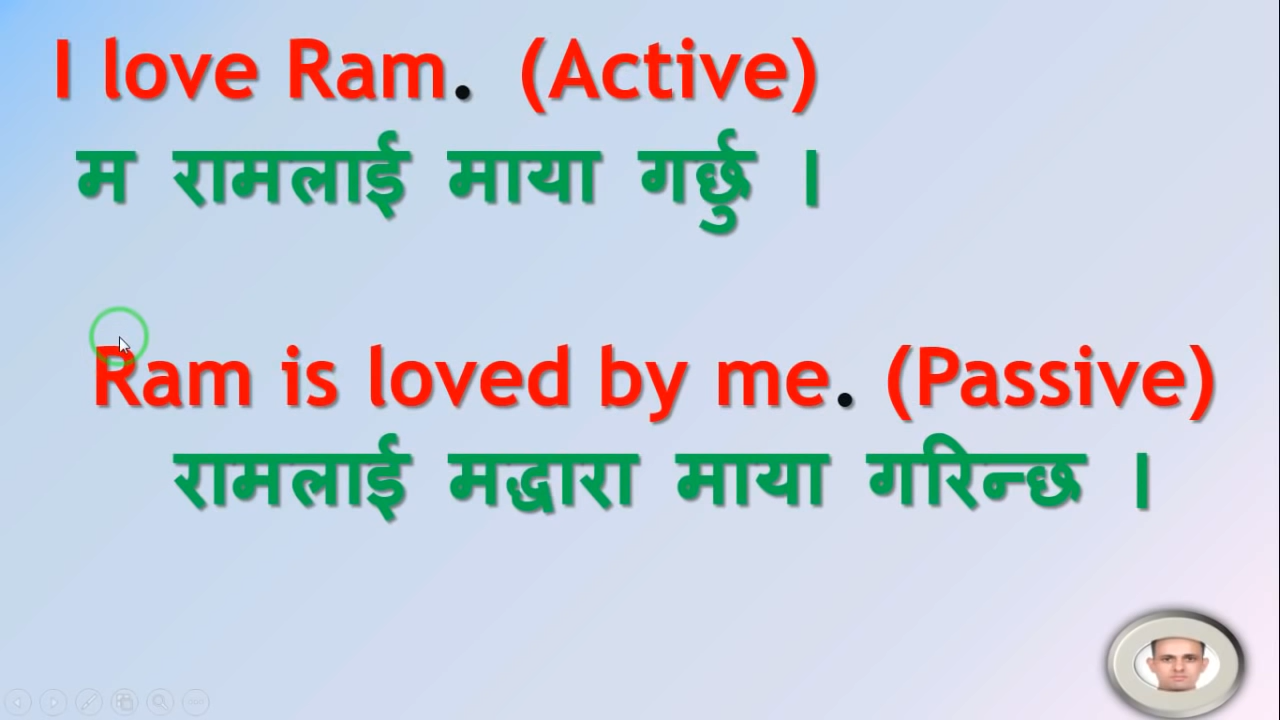 I love Ram. (Active)
म रामलाई माया गर्छु ।
Ram is loved by me. (Passive)
रामलाई मद्धारा माया गरिन्छ ।